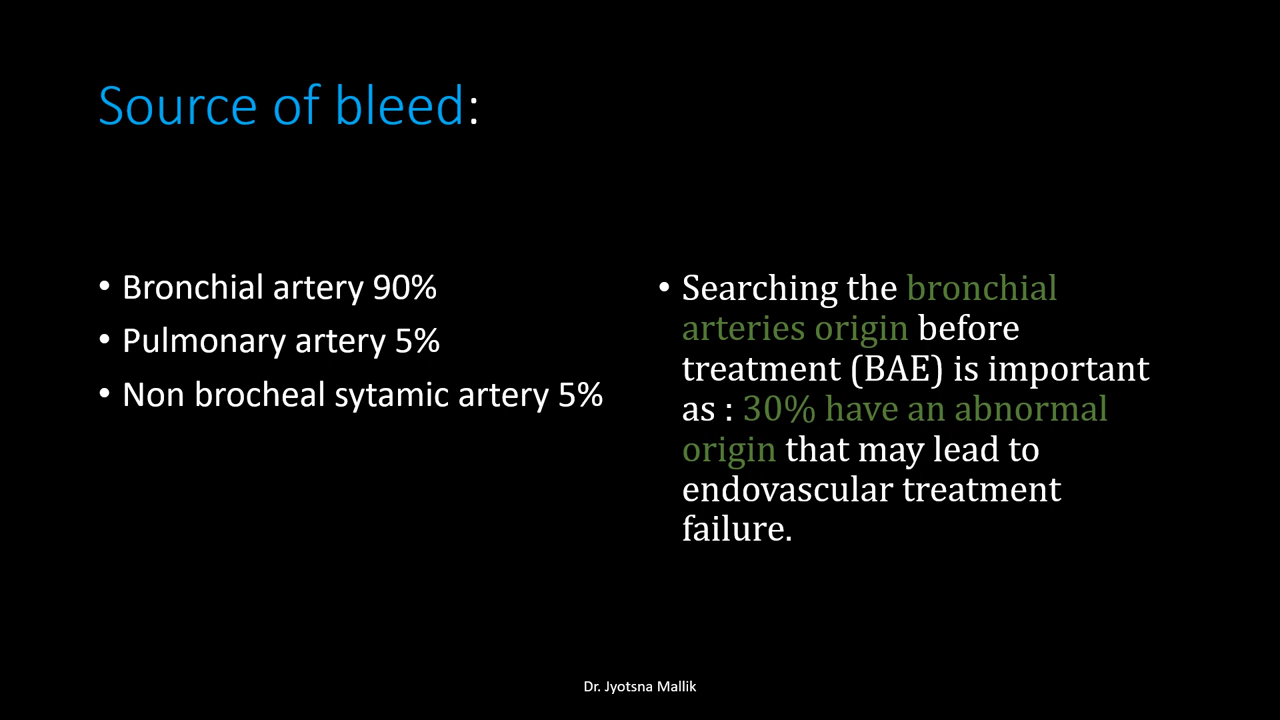 Source of bleed:
• Bronchial artery 90%
• Pulmonary artery 5%
• Non brocheal sytamic artery 5%
• Searching the bronchial
arteries origin before
treatment (BAE) is important
as : 30% have an abnormal
origin that may lead to
endovascular treatment
failure.
Dr. Jyotsna Mallik